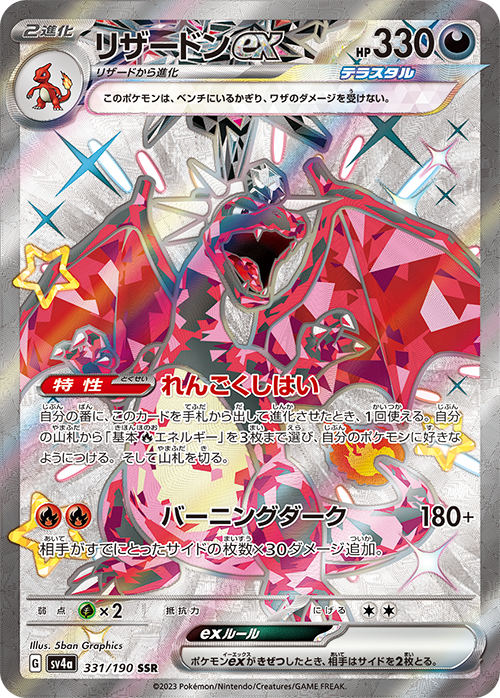 2進化 リザードンex HP330
リザードから進化 テラスタル
このポケモンは、ベンチにいるかぎり、ワザのダメージを受けない。
特性 れんごくしはい
自分の番に、このカードを手札から出して進化させたとき、1回使える。自分
の山札から「基本エネルギー」を3枚まで選び、自分のポケモンに好きな
ようにつける。そして山札を切る。
バーニングダーク 180+
相手がすでにとったサイドの枚数×30ダメージ追加。
弱点 ×2 抵抗力 にげる
Illus. 5ban Graphics
G sv4a 331/190 SSR
exルール
ポケモンexがきぜつしたとき、相手はサイドを2枚とる。
©2023 Pokémon/Nintendo/Creatures/GAME FREAK.